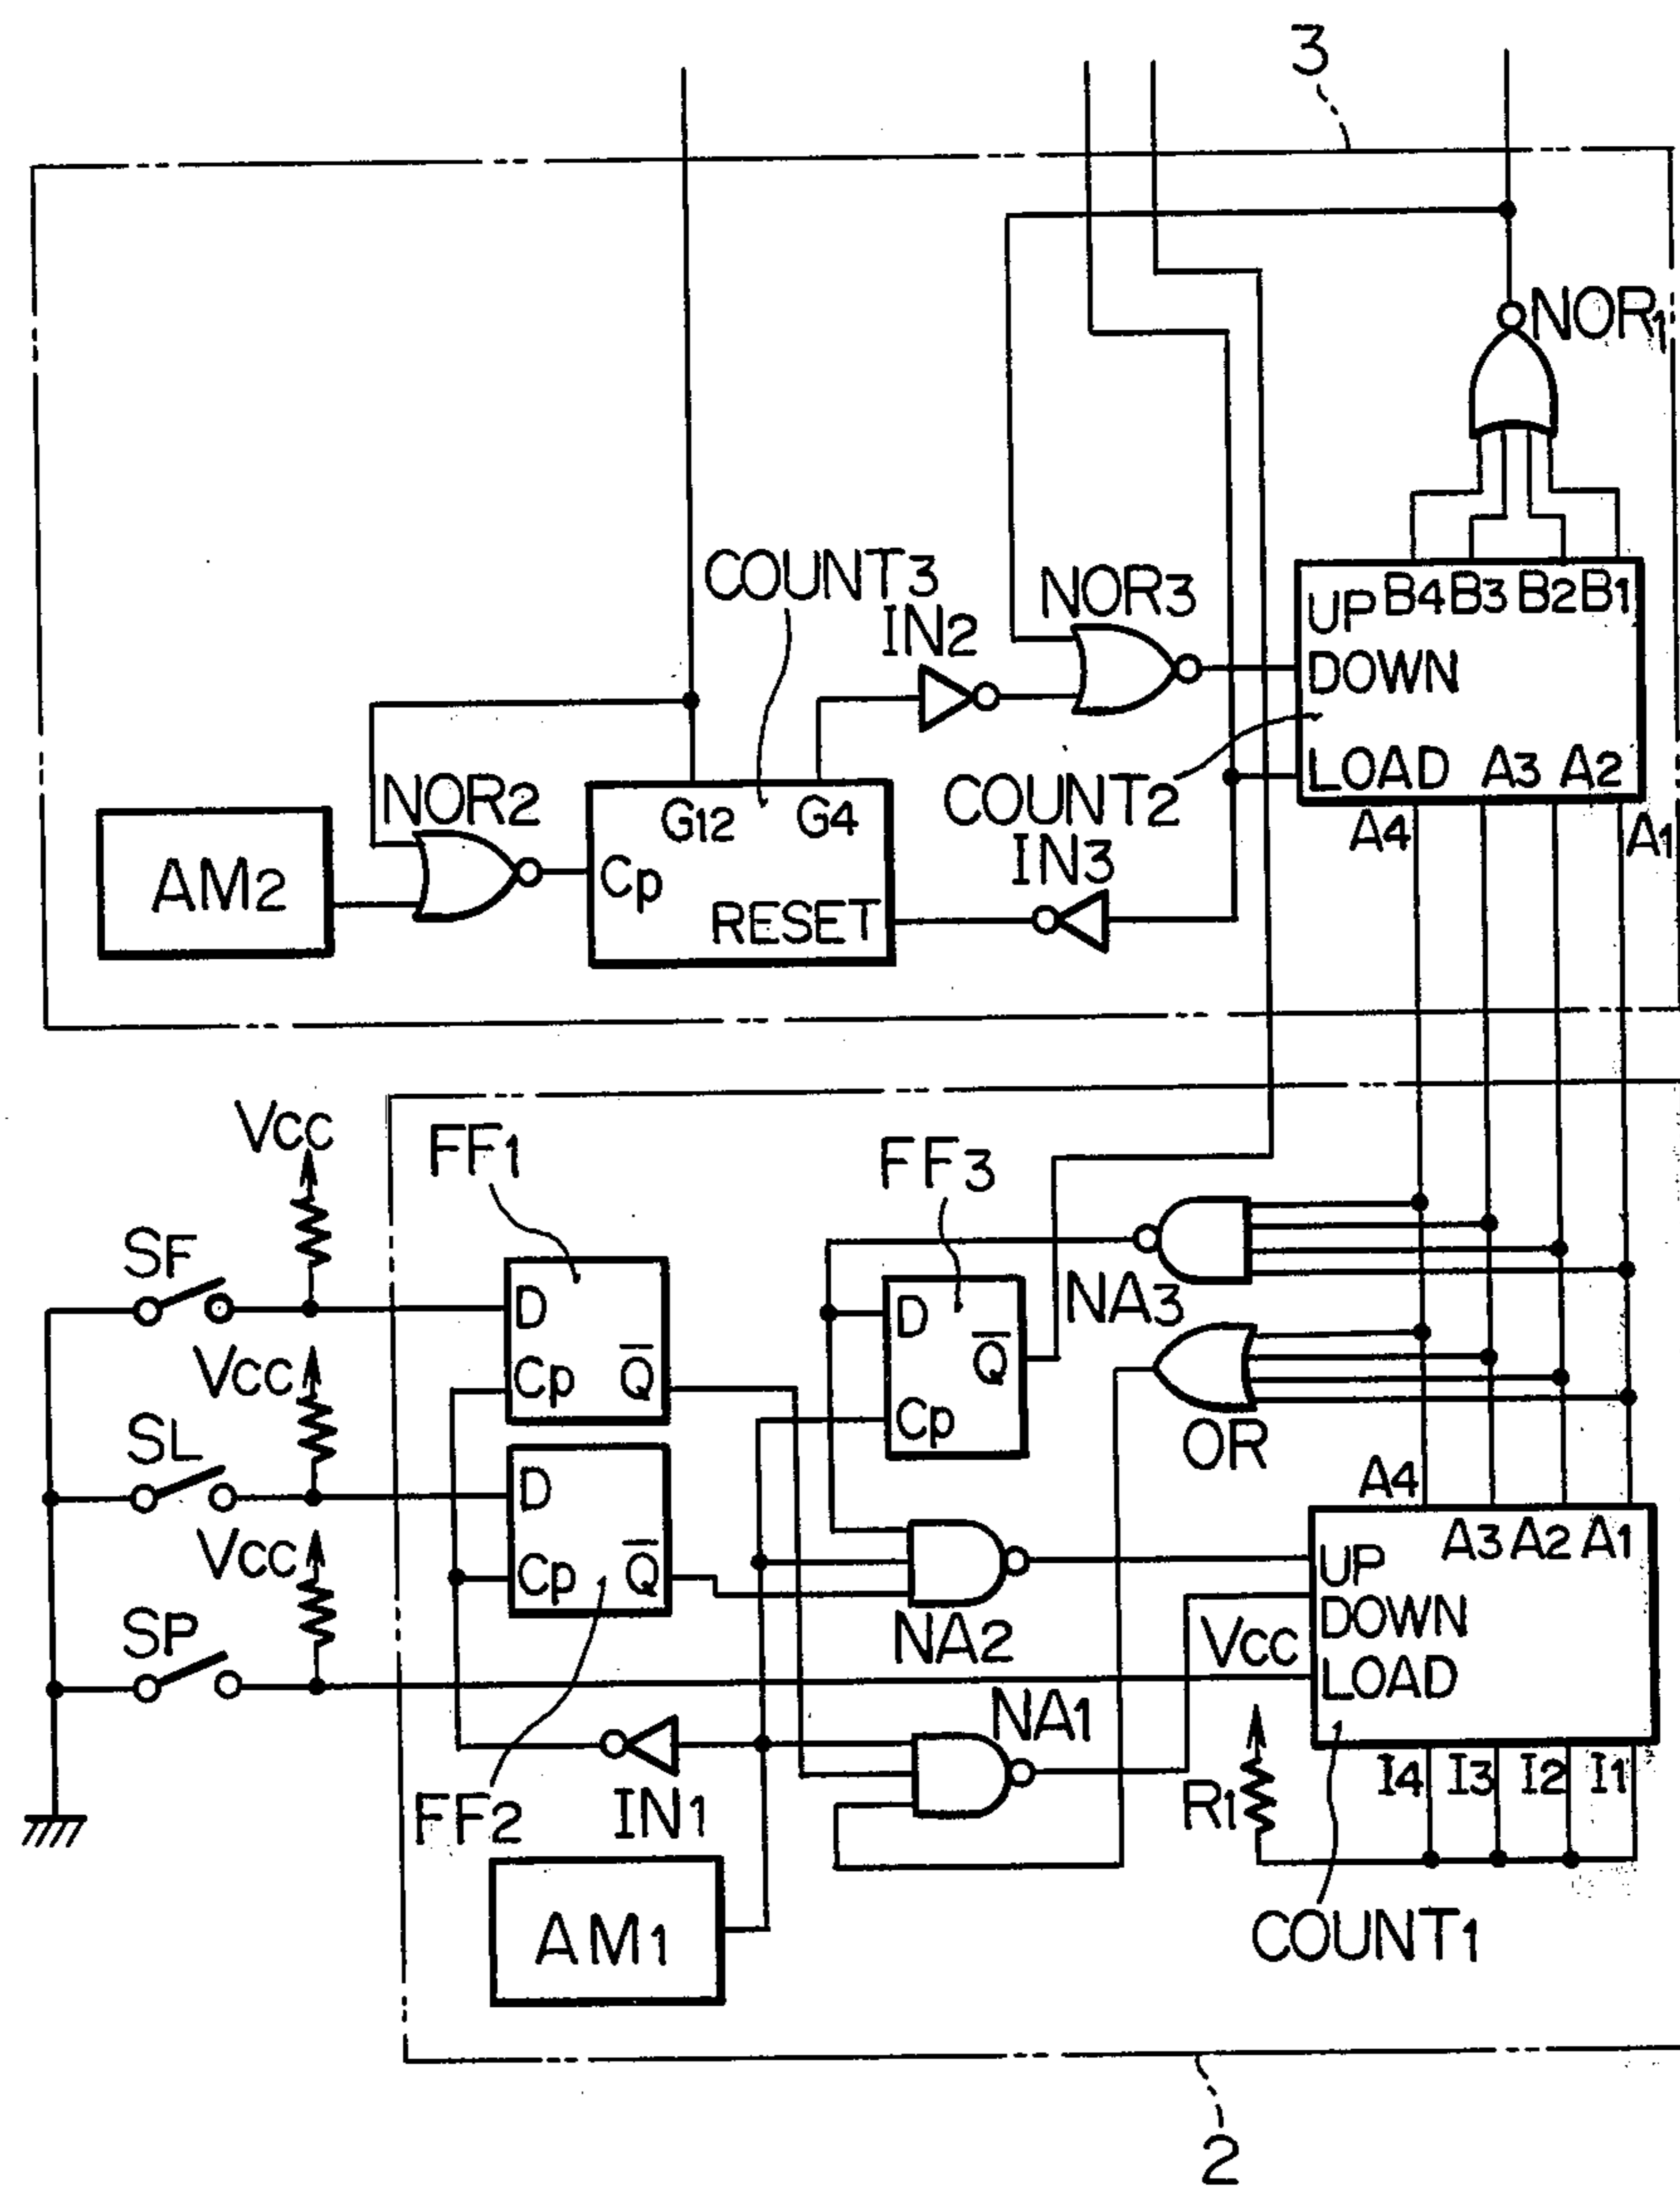 3
NOR1
COUNT3
IN2
NOR3
UP B4 B3 B2 B1
DOWN
LOAD A3 A2
COUNT2
A4 A1
NOR2
G12 G4
Cp
RESET
AM2
IN3
Vcc
FF1
FF3
SF
D
Cp Q̅
D
Q̅
Cp
NA3
OR
Vcc
SL
D
Cp Q̅
A4
A3 A2 A1
UP
DOWN
LOAD
Vcc
NA2
Vcc
SP
NA1
FF2
IN1
R1
I4 I3 I2 I1
AM1
COUNT1
2